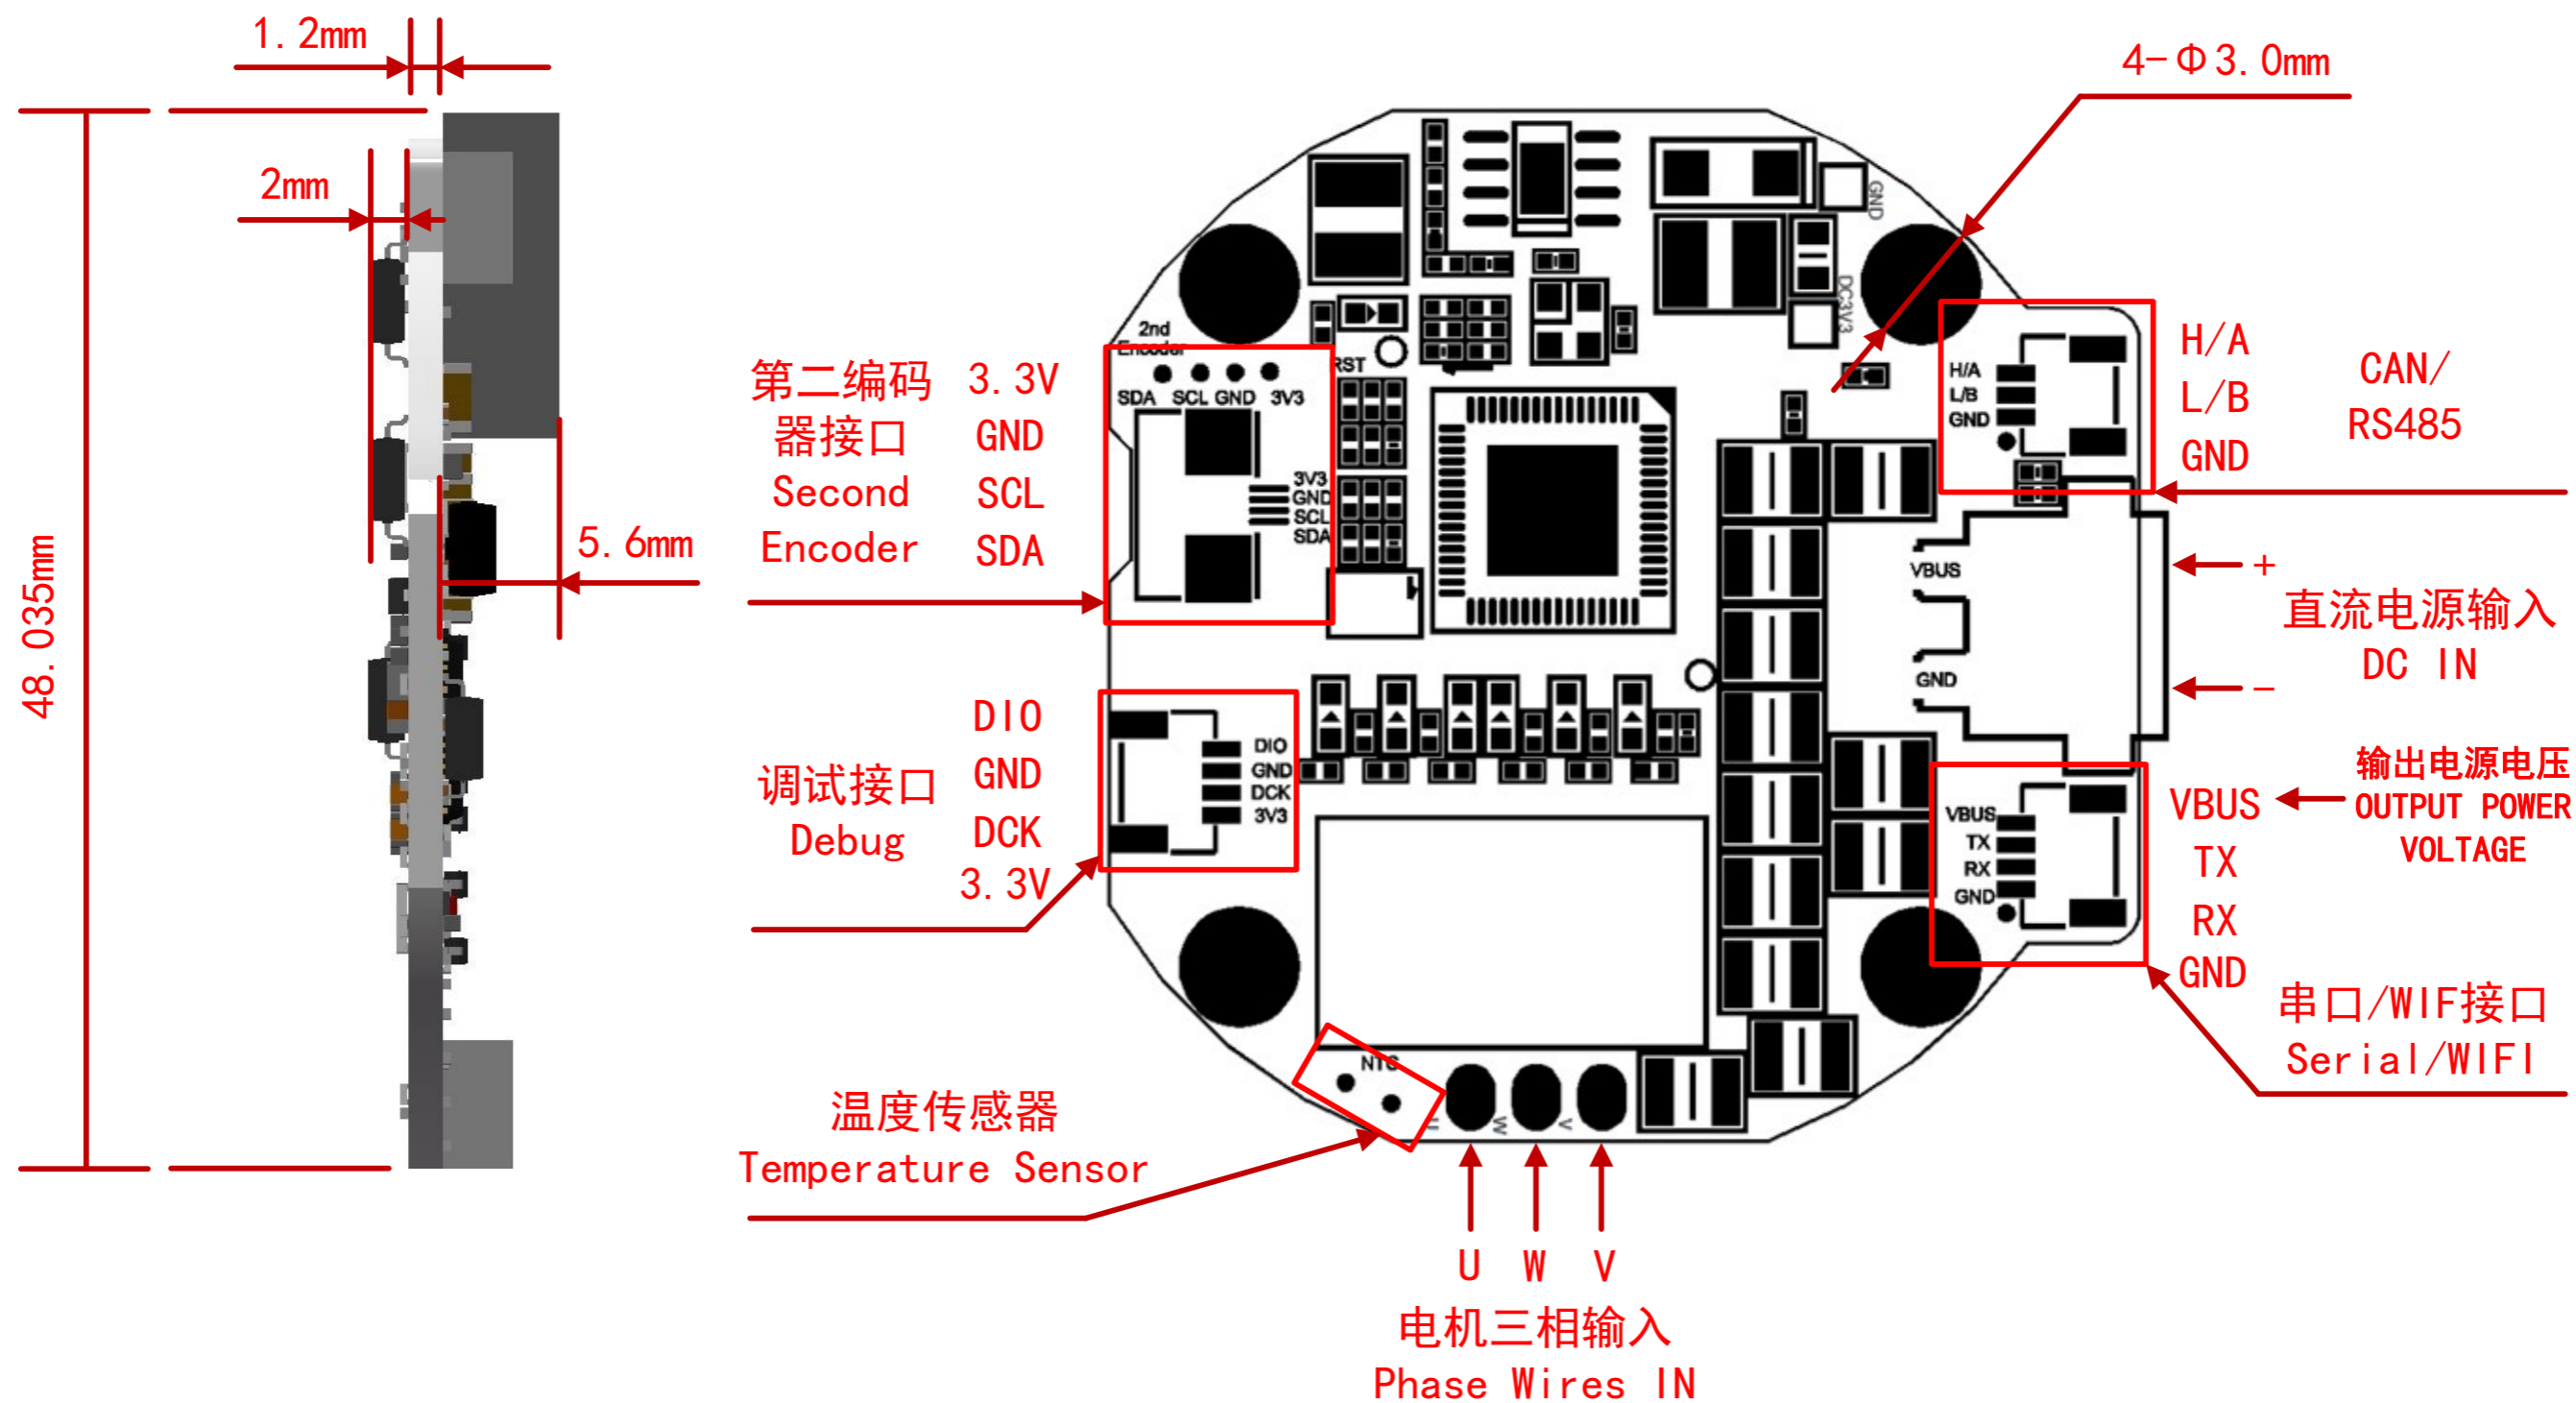 1.2mm
2mm
48.035mm
5.6mm
4-Φ3.0mm
GND
DC3V3
2nd
Encoder
SDA SCL GND 3V3
RST
3V3
GND
SCL
SDA
第二编码
器接口
Second
Encoder
3.3V
GND
SCL
SDA
H/A
L/B
GND
H/A
L/B
GND
CAN/
RS485
VBUS
GND
+
直流电源输入
DC IN
-
DIO
GND
DCK
3V3
调试接口
Debug
DIO
GND
DCK
3.3V
VBUS
TX
RX
GND
VBUS
TX
RX
GND
输出电源电压
OUTPUT POWER
VOLTAGE
串口/WIF接口
Serial/WIFI
NTC
U W V
温度传感器
Temperature Sensor
U W V
电机三相输入
Phase Wires IN